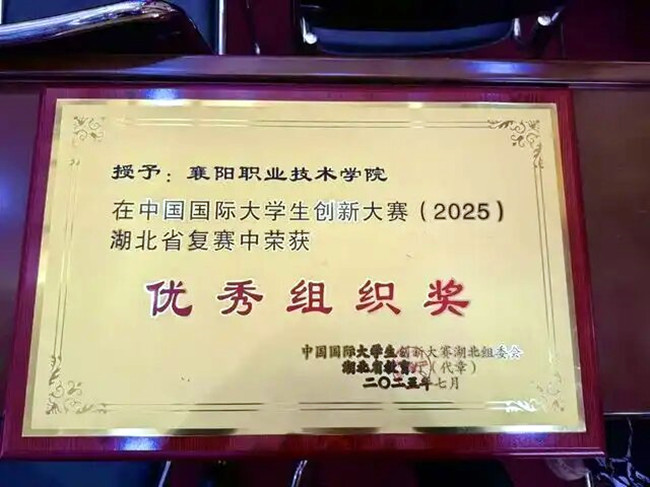 授予：襄阳职业技术学院
在中国国际大学生创新大赛（2025）
湖北省复赛中荣获
优秀组织奖
中国国际大学生创新大赛湖北组委会
湖北省教育厅（代章）
二〇二五年七月